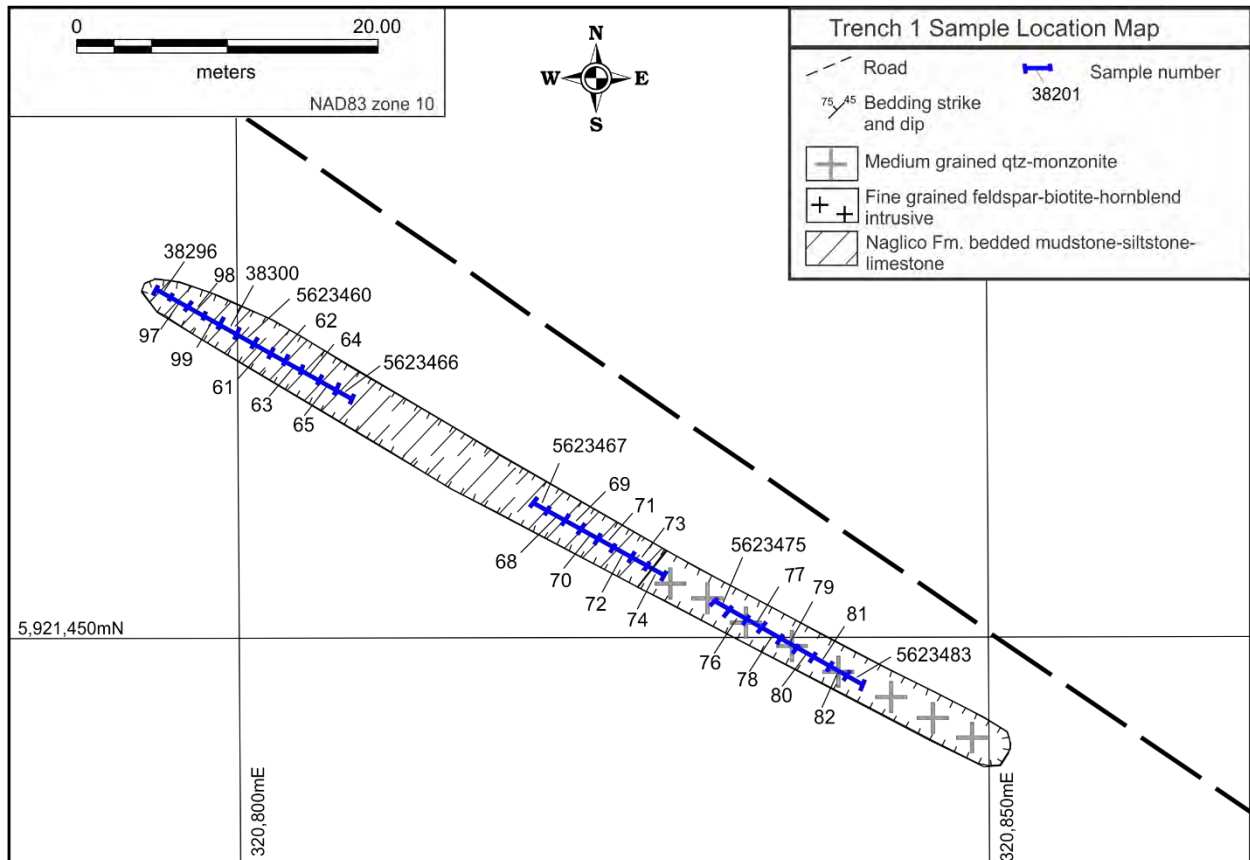 0 20.00
meters
NAD83 zone 10
N
W E
S
Trench 1 Sample Location Map
Road
Sample number
38201
75 45
Bedding strike
and dip
Medium grained qtz-monzonite
Fine grained feldspar-biotite-hornblend
intrusive
Naglico Fm. bedded mudstone-siltstone-
limestone
38296
98
38300
5623460
62
64
5623466
97
99
61
63
65
5623467
69
71
73
68
70
72
74
5623475
77
79
81
5623483
76
78
80
82
5,921,450mN
320,800mE
320,850mE